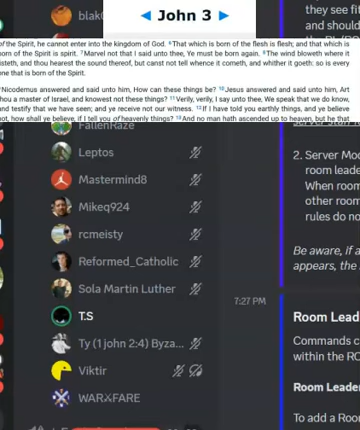 blak
◄ John 3 ►
they see
and should
of the Spirit, he cannot enter into the kingdom of God. 6 That which is born of the flesh is flesh; and that which is
born of the Spirit is spirit. 7 Marvel not that I said unto thee, Ye must be born again. 8 The wind bloweth where it
listeth, and thou hearest the sound thereof, but canst not tell whence it cometh, and whither it goeth: so is every
one that is born of the Spirit.
Nicodemus answered and said unto him, How can these things be? 10 Jesus answered and said unto him, Art
thou a master of Israel, and knowest not these things? 11 Verily, verily, I say unto thee, We speak that we do know,
and testify that we have seen; and ye receive not our witness. 12 If I have told you earthly things, and ye believe
not, how shall ye believe, if I tell you of heavenly things? 13 And no man hath ascended up to heaven, but he that
FallenRaze
Leptos
Mastermind8
Mikeq924
rcmeisty
Reformed_Catholic
Sola Martin Luther
T.S
Ty (1 john 2:4) Byza...
Viktir
WAR⚔FARE
2. Server Mod
room leade
When room
other room
rules do no
Be aware, if a
appears, the
7:27 PM
Room Lead
Commands c
within the RO
Room Leader
To add a Roo